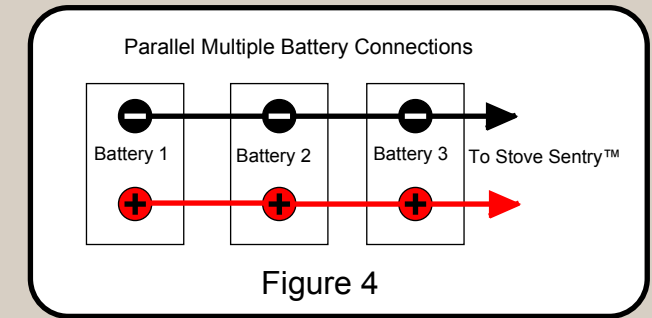 Parallel Multiple Battery Connections
Battery 1 Battery 2 Battery 3 To Stove Sentry™
Figure 4